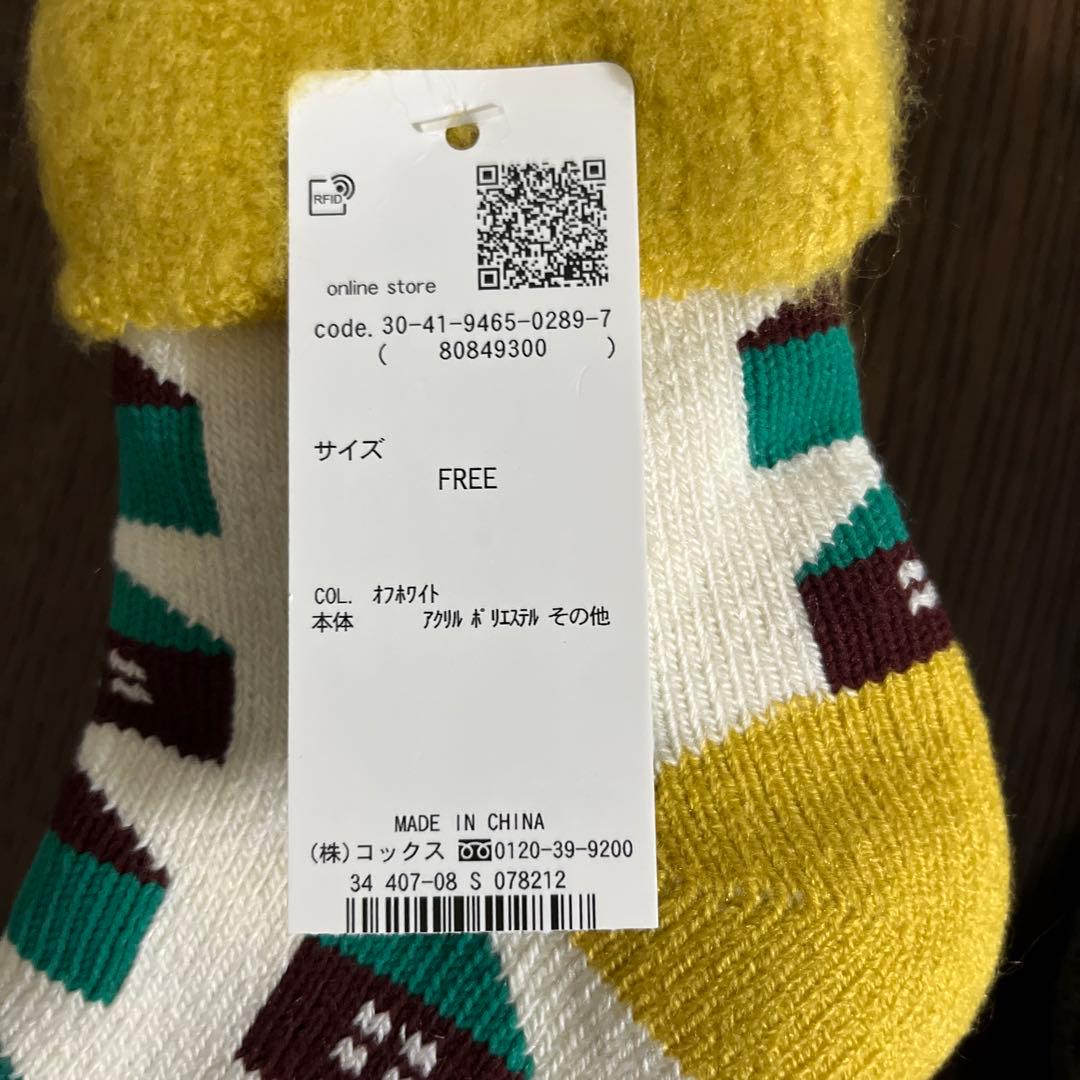 RFID
online store
code. 30-41-9465-0289-7
( 80849300 )
サイズ
FREE
COL. ｵﾌﾎﾜｲﾄ
本体 ｱｸﾘﾙ ﾎﾟﾘｴｽﾃﾙ その他
MADE IN CHINA
(株)コックス 0120-39-9200
34 407-08 S 078212